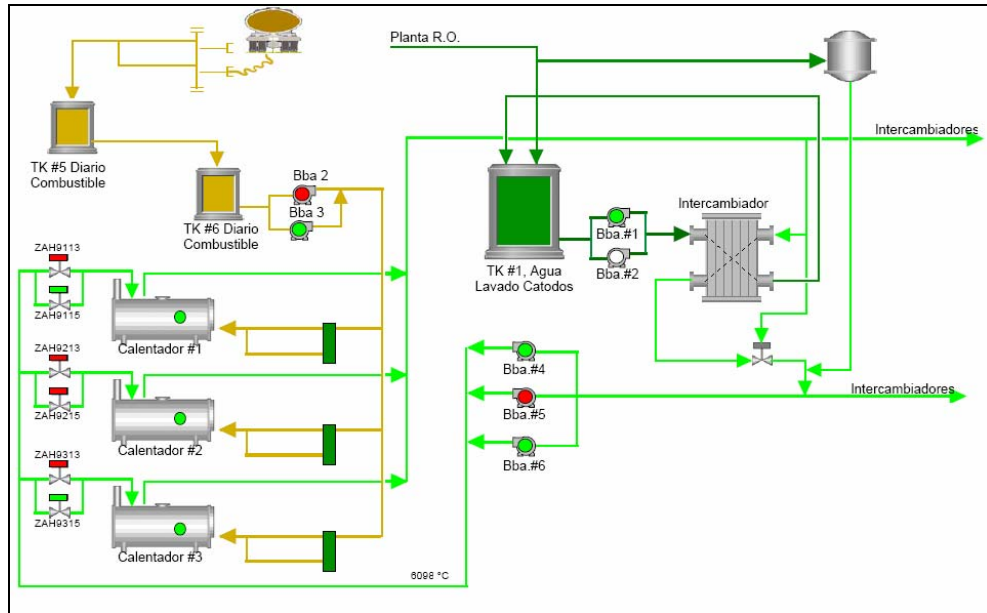 Planta R.O.
Intercambiadores
TK #5 Diario
Combustible
Bba 2
Bba 3
TK #6 Diario
Combustible
Intercambiador
Bba.#1
Bba.#2
TK #1, Agua
Lavado Catodos
ZAH9113
ZAH9115
Calentador #1
ZAH9213
ZAH9215
Calentador #2
Bba.#4
Bba.#5
Bba.#6
Intercambiadores
ZAH9313
ZAH9315
Calentador #3
6098 °C